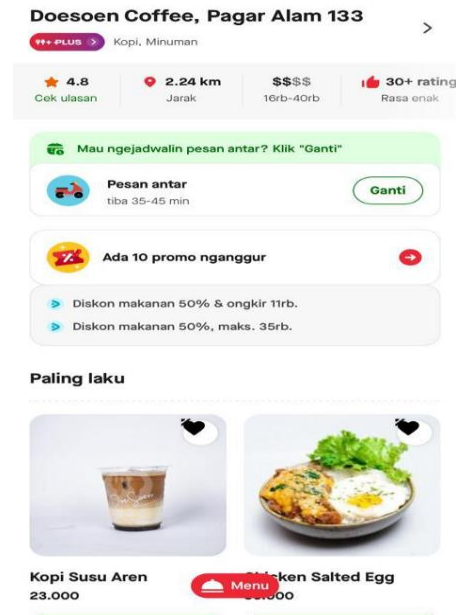 Doesoen Coffee, Pagar Alam 133
PLUS Kopi, Minuman
4.8 2.24 km $$$$ 30+ rating
Cek ulasan Jarak 16rb-40rb Rasa enak
Mau ngejadwalin pesan antar? Klik "Ganti"
Pesan antar
tiba 35-45 min
Ganti
Ada 10 promo nganggur
Diskon makanan 50% & ongkir 11rb.
Diskon makanan 50%, maks. 35rb.
Paling laku
Kopi Susu Aren
23.000
Salted Egg
Menu